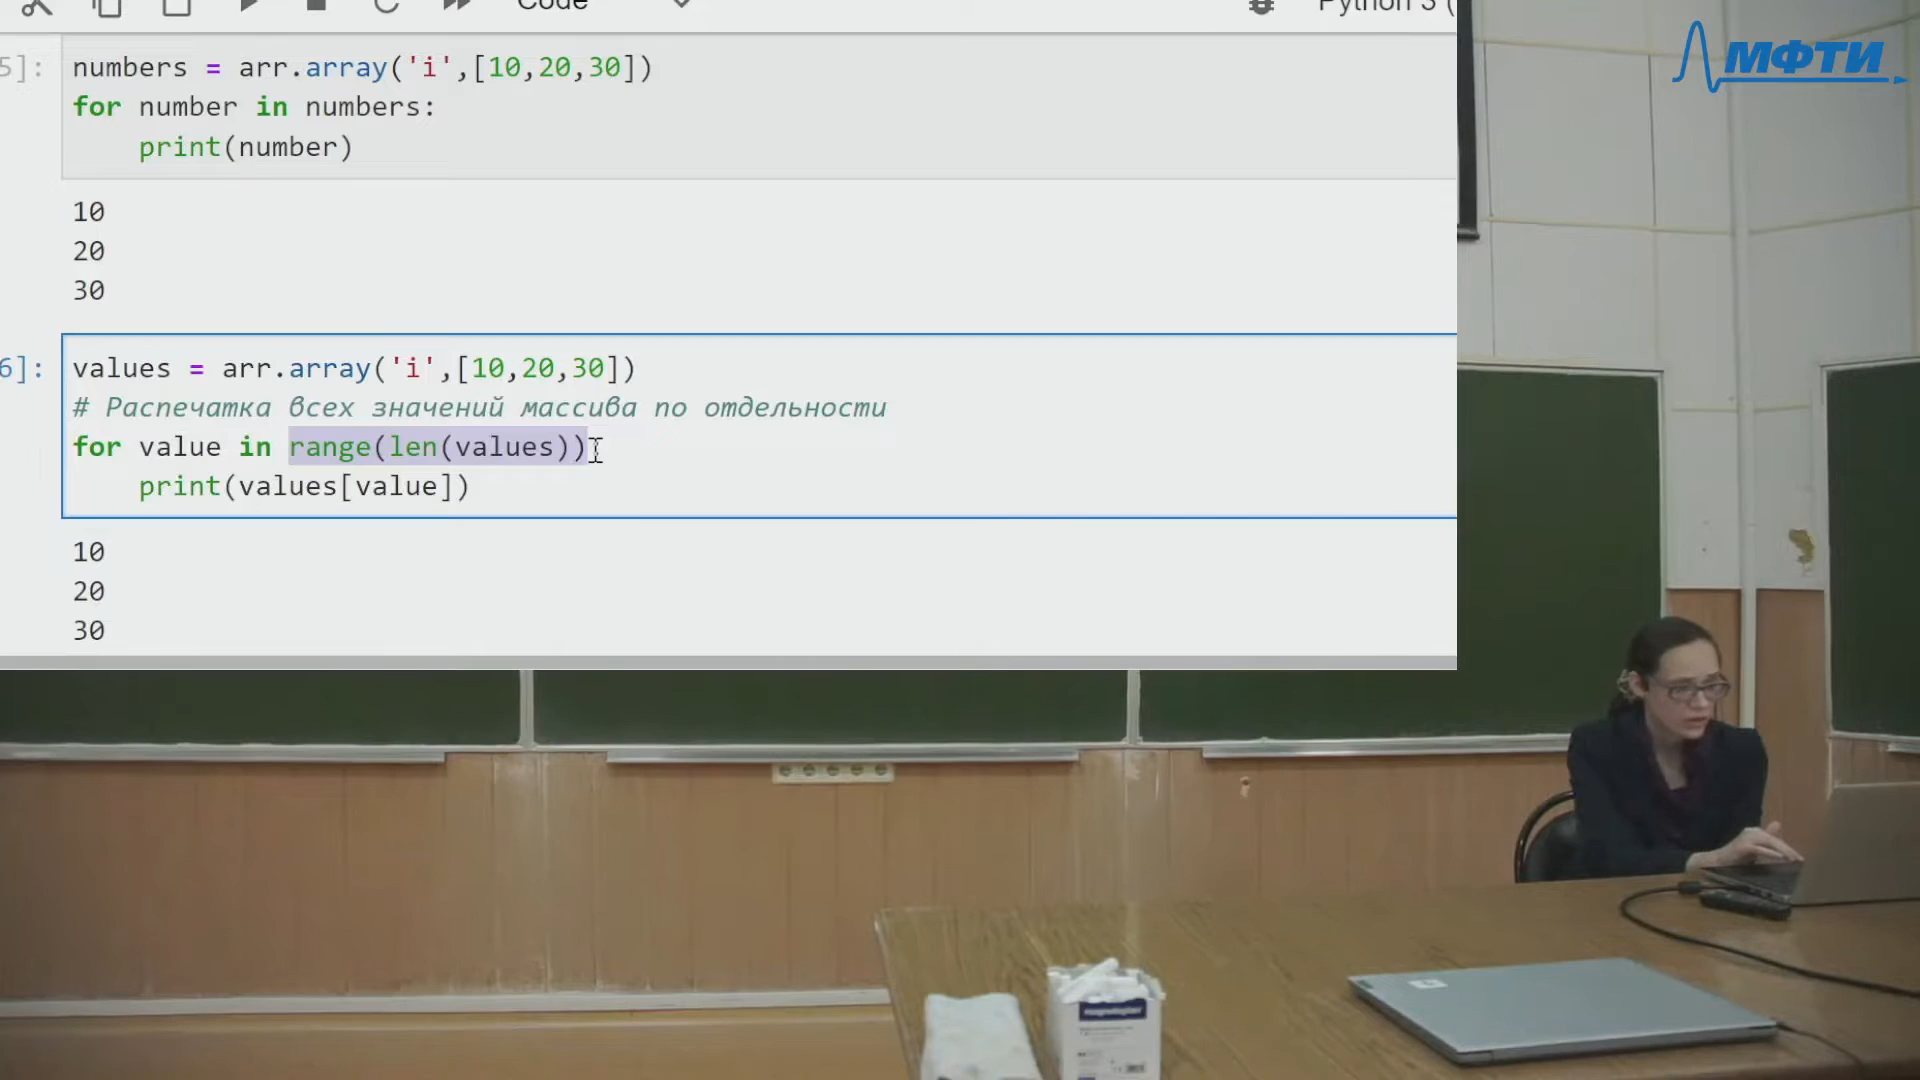 Code
Python 3 (
МФТИ
5]:
numbers = arr.array('i',[10,20,30])
for number in numbers:
    print(number)
10
20
30
6]:
values = arr.array('i',[10,20,30])
# Распечатка всех значений массива по отдельности
for value in range(len(values)):
    print(values[value])
10
20
30